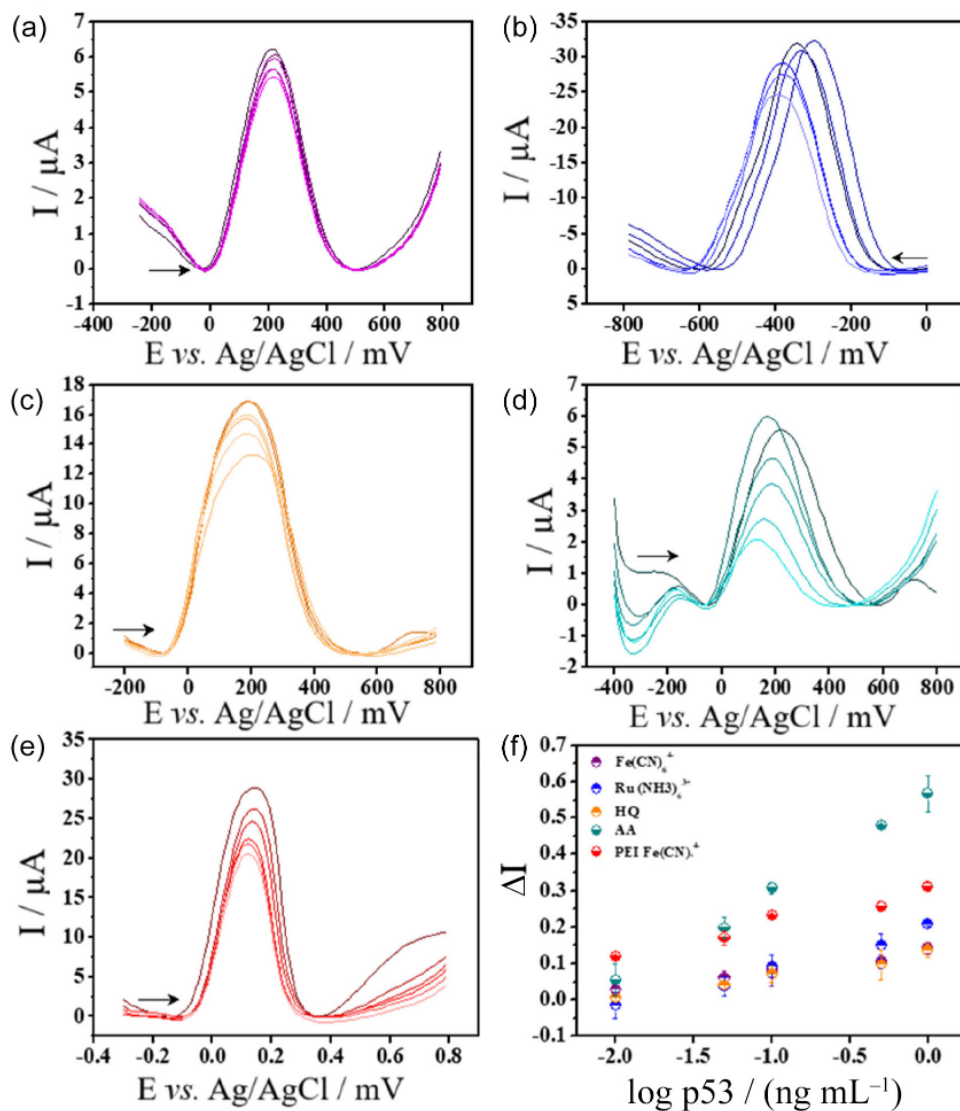 (a)
7
6
5
4
3
2
1
0
-1
I / μA
-400 -200 0 200 400 600 800
E vs. Ag/AgCl / mV
(b)
-35
-30
-25
-20
-15
-10
-5
0
5
I / μA
-800 -600 -400 -200 0
E vs. Ag/AgCl / mV
(c)
18
16
14
12
10
8
6
4
2
0
I / μA
-200 0 200 400 600 800
E vs. Ag/AgCl / mV
(d)
7
6
5
4
3
2
1
0
-1
-2
I / μA
-400 -200 0 200 400 600 800
E vs. Ag/AgCl / mV
(e)
35
30
25
20
15
10
5
0
-5
I / μA
-0.4 -0.2 0.0 0.2 0.4 0.6 0.8
E vs. Ag/AgCl / mV
(f)
0.7
0.6
0.5
0.4
0.3
0.2
0.1
0.0
-0.1
ΔI
Fe(CN)₆⁴⁻
Ru(NH3)₆³⁺
HQ
AA
PEI Fe(CN).⁴
-2.0 -1.5 -1.0 -0.5 0.0
log p53 / (ng mL⁻¹)